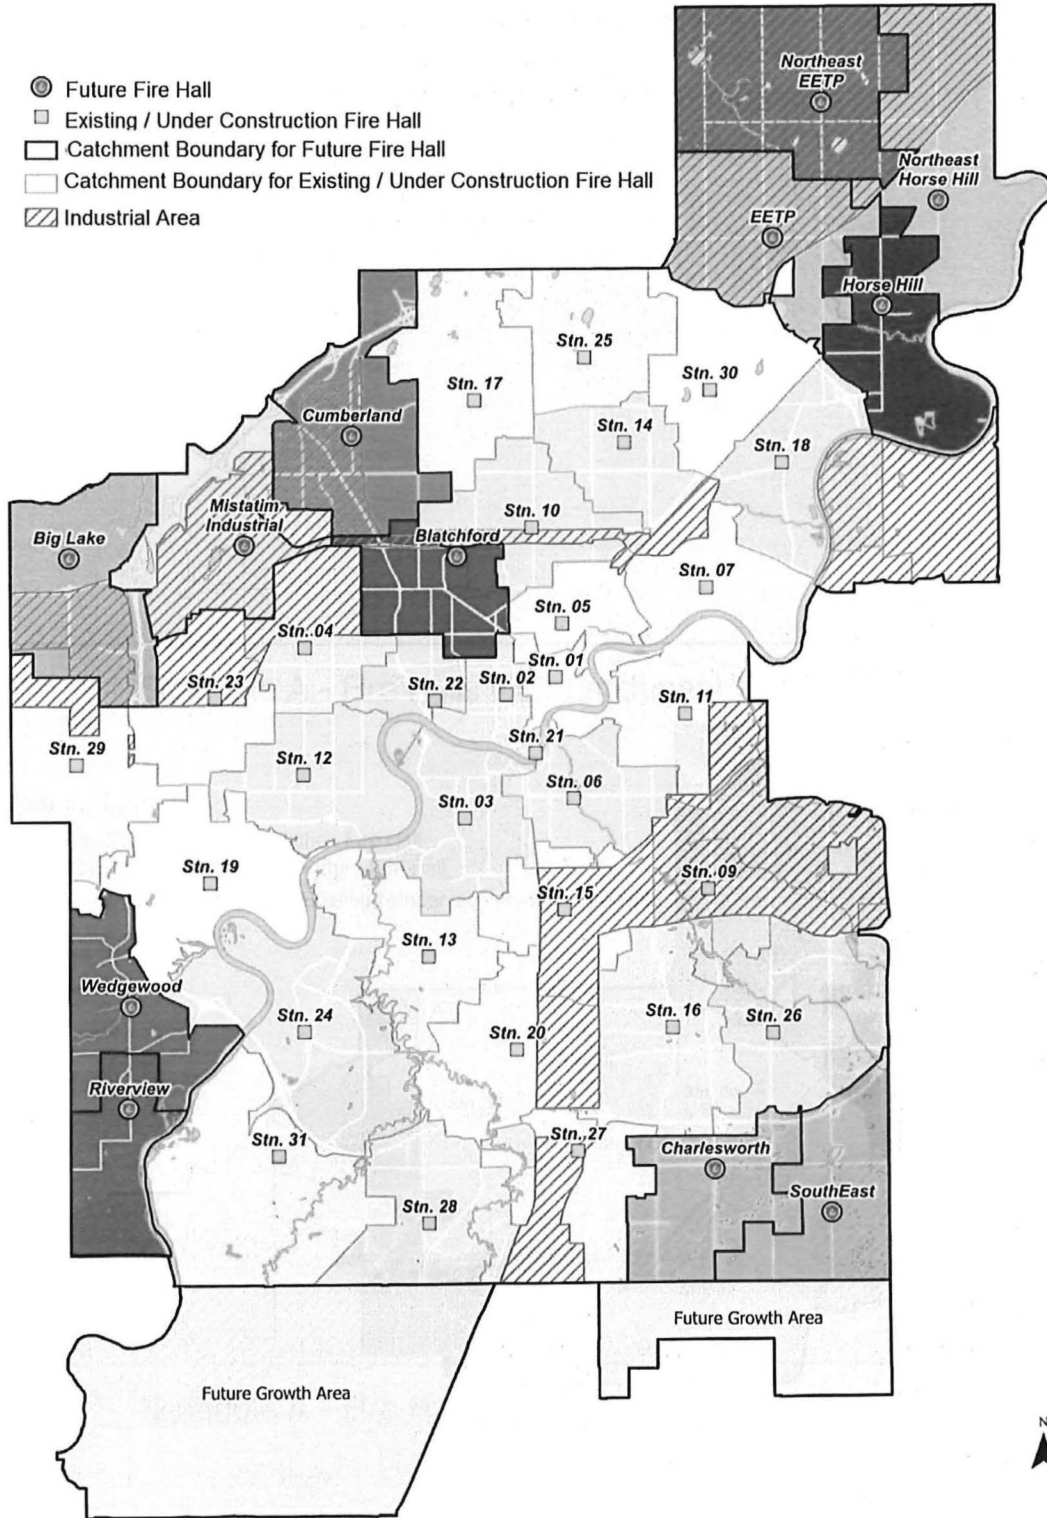 Future Fire Hall
Existing / Under Construction Fire Hall
Catchment Boundary for Future Fire Hall
Catchment Boundary for Existing / Under Construction Fire Hall
Industrial Area
Northeast
EETP
Northeast
Horse Hill
EETP
Horse Hill
Stn. 25
Stn. 17
Stn. 30
Cumberland
Stn. 14
Stn. 18
Mistatim
Industrial
Stn. 10
Big Lake
Blatchford
Stn. 07
Stn. 05
Stn. 04
Stn. 01
Stn. 23
Stn. 22
Stn. 02
Stn. 11
Stn. 21
Stn. 29
Stn. 12
Stn. 06
Stn. 03
Stn. 19
Stn. 09
Stn. 15
Stn. 13
Wedgewood
Stn. 24
Stn. 16
Stn. 26
Stn. 20
Riverview
Stn. 31
Stn. 27
Charlesworth
SouthEast
Stn. 28
Future Growth Area
Future Growth Area
N